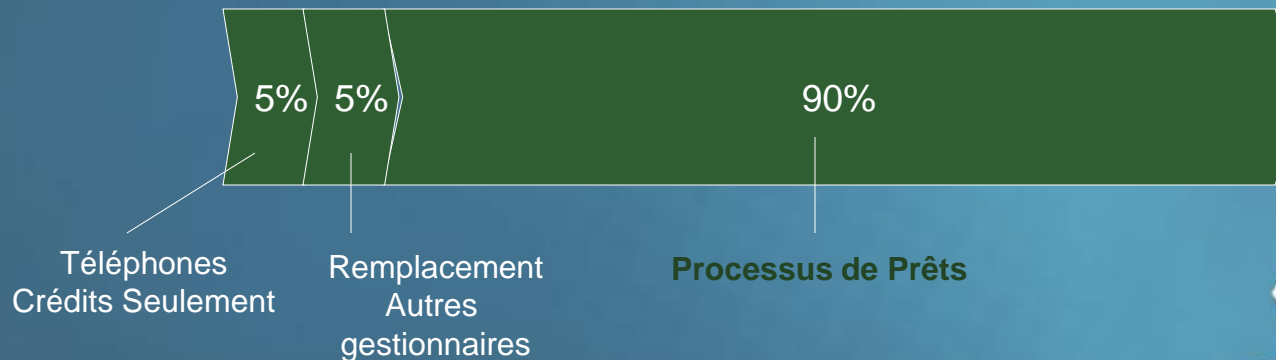 5% 5% 90%
Téléphones
Crédits Seulement
Remplacement
Autres
gestionnaires
Processus de Prêts